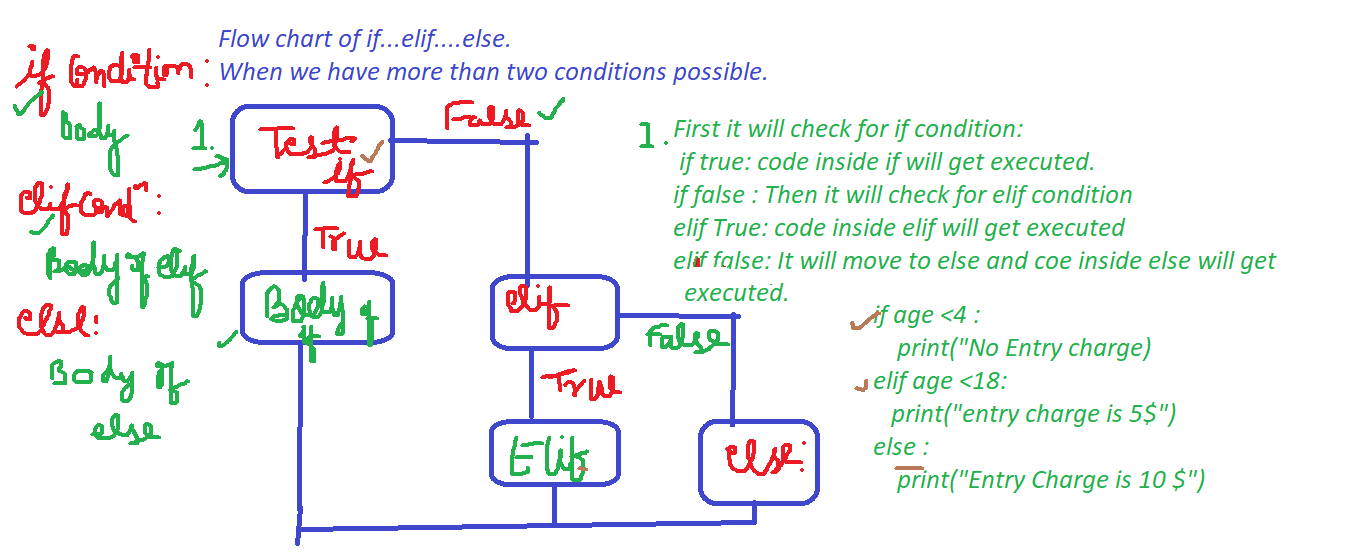 Flow chart of if...elif....else.
When we have more than two conditions possible.
if Condition :
Body
elif Condn :
Body of elif
else:
Body of
else
1.
Test
if
False
True
Body of
if
elif
False
True
Elif
else:
1. First it will check for if condition:
if true: code inside if will get executed.
if false : Then it will check for elif condition
elif True: code inside elif will get executed
elif false: It will move to else and coe inside else will get
executed.
if age <4 :
print("No Entry charge)
elif age <18:
print("entry charge is 5$")
else :
print("Entry Charge is 10 $")